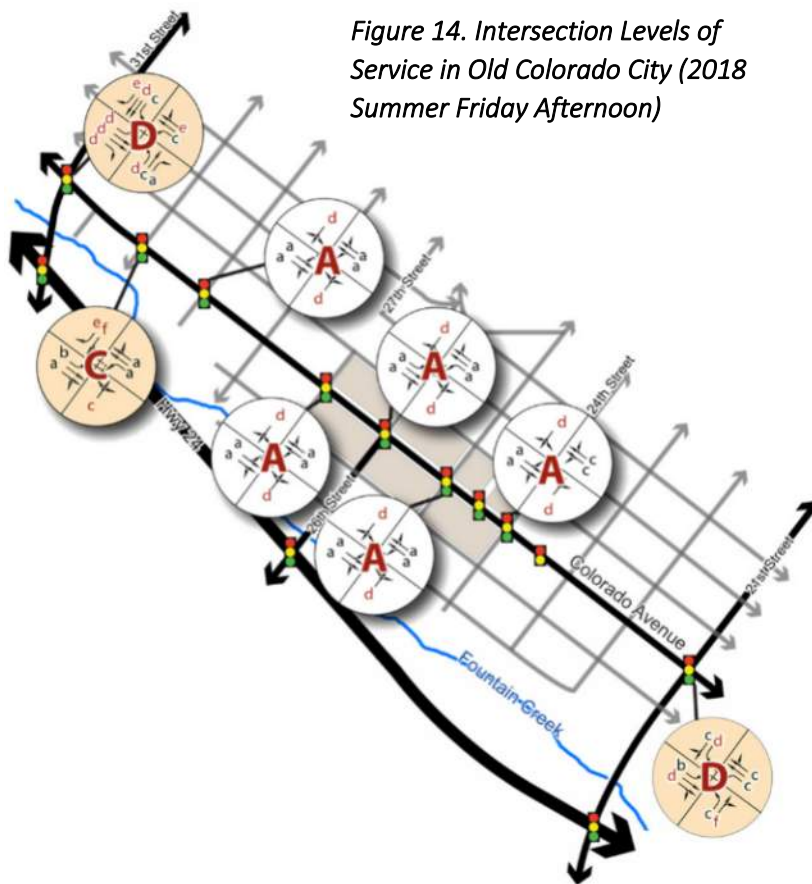 Figure 14. Intersection Levels of
Service in Old Colorado City (2018
Summer Friday Afternoon)
31st Street
e d c
d d d d
D
e c
d c a
d
a a
A
a a
d
27th Street
e f
b a
C
a a
c
d
a a
A
a a
d
24th Street
Hwy 24
d
a a
A
a a
d
d
a a
A
c c
d
26th Street
d
a a
A
a a
d
21st Street
Colorado Avenue
Fountain Creek
c d
b d
D
c c
c f